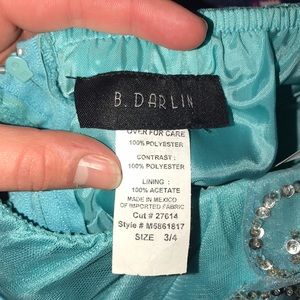 B. DARLIN
OVER FOR CARE
100% POLYESTER
CONTRAST :
100% POLYESTER
LINING :
100% ACETATE
MADE IN MEXICO
OF IMPORTED FABRIC
Cut # 27614
Style # M6861817
SIZE 3/4